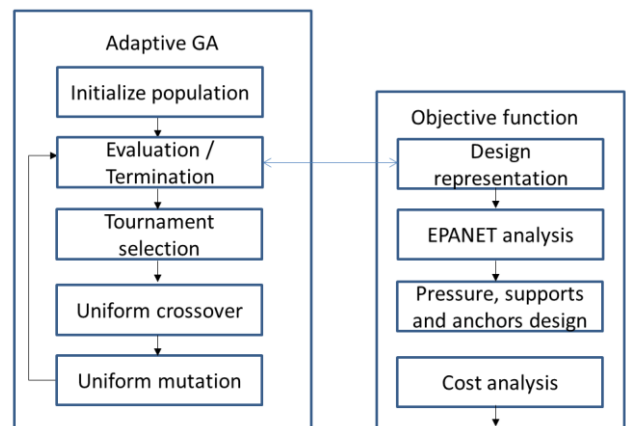 Adaptive GA
Initialize population
Evaluation /
Termination
Tournament
selection
Uniform crossover
Uniform mutation
Objective function
Design
representation
EPANET analysis
Pressure, supports
and anchors design
Cost analysis